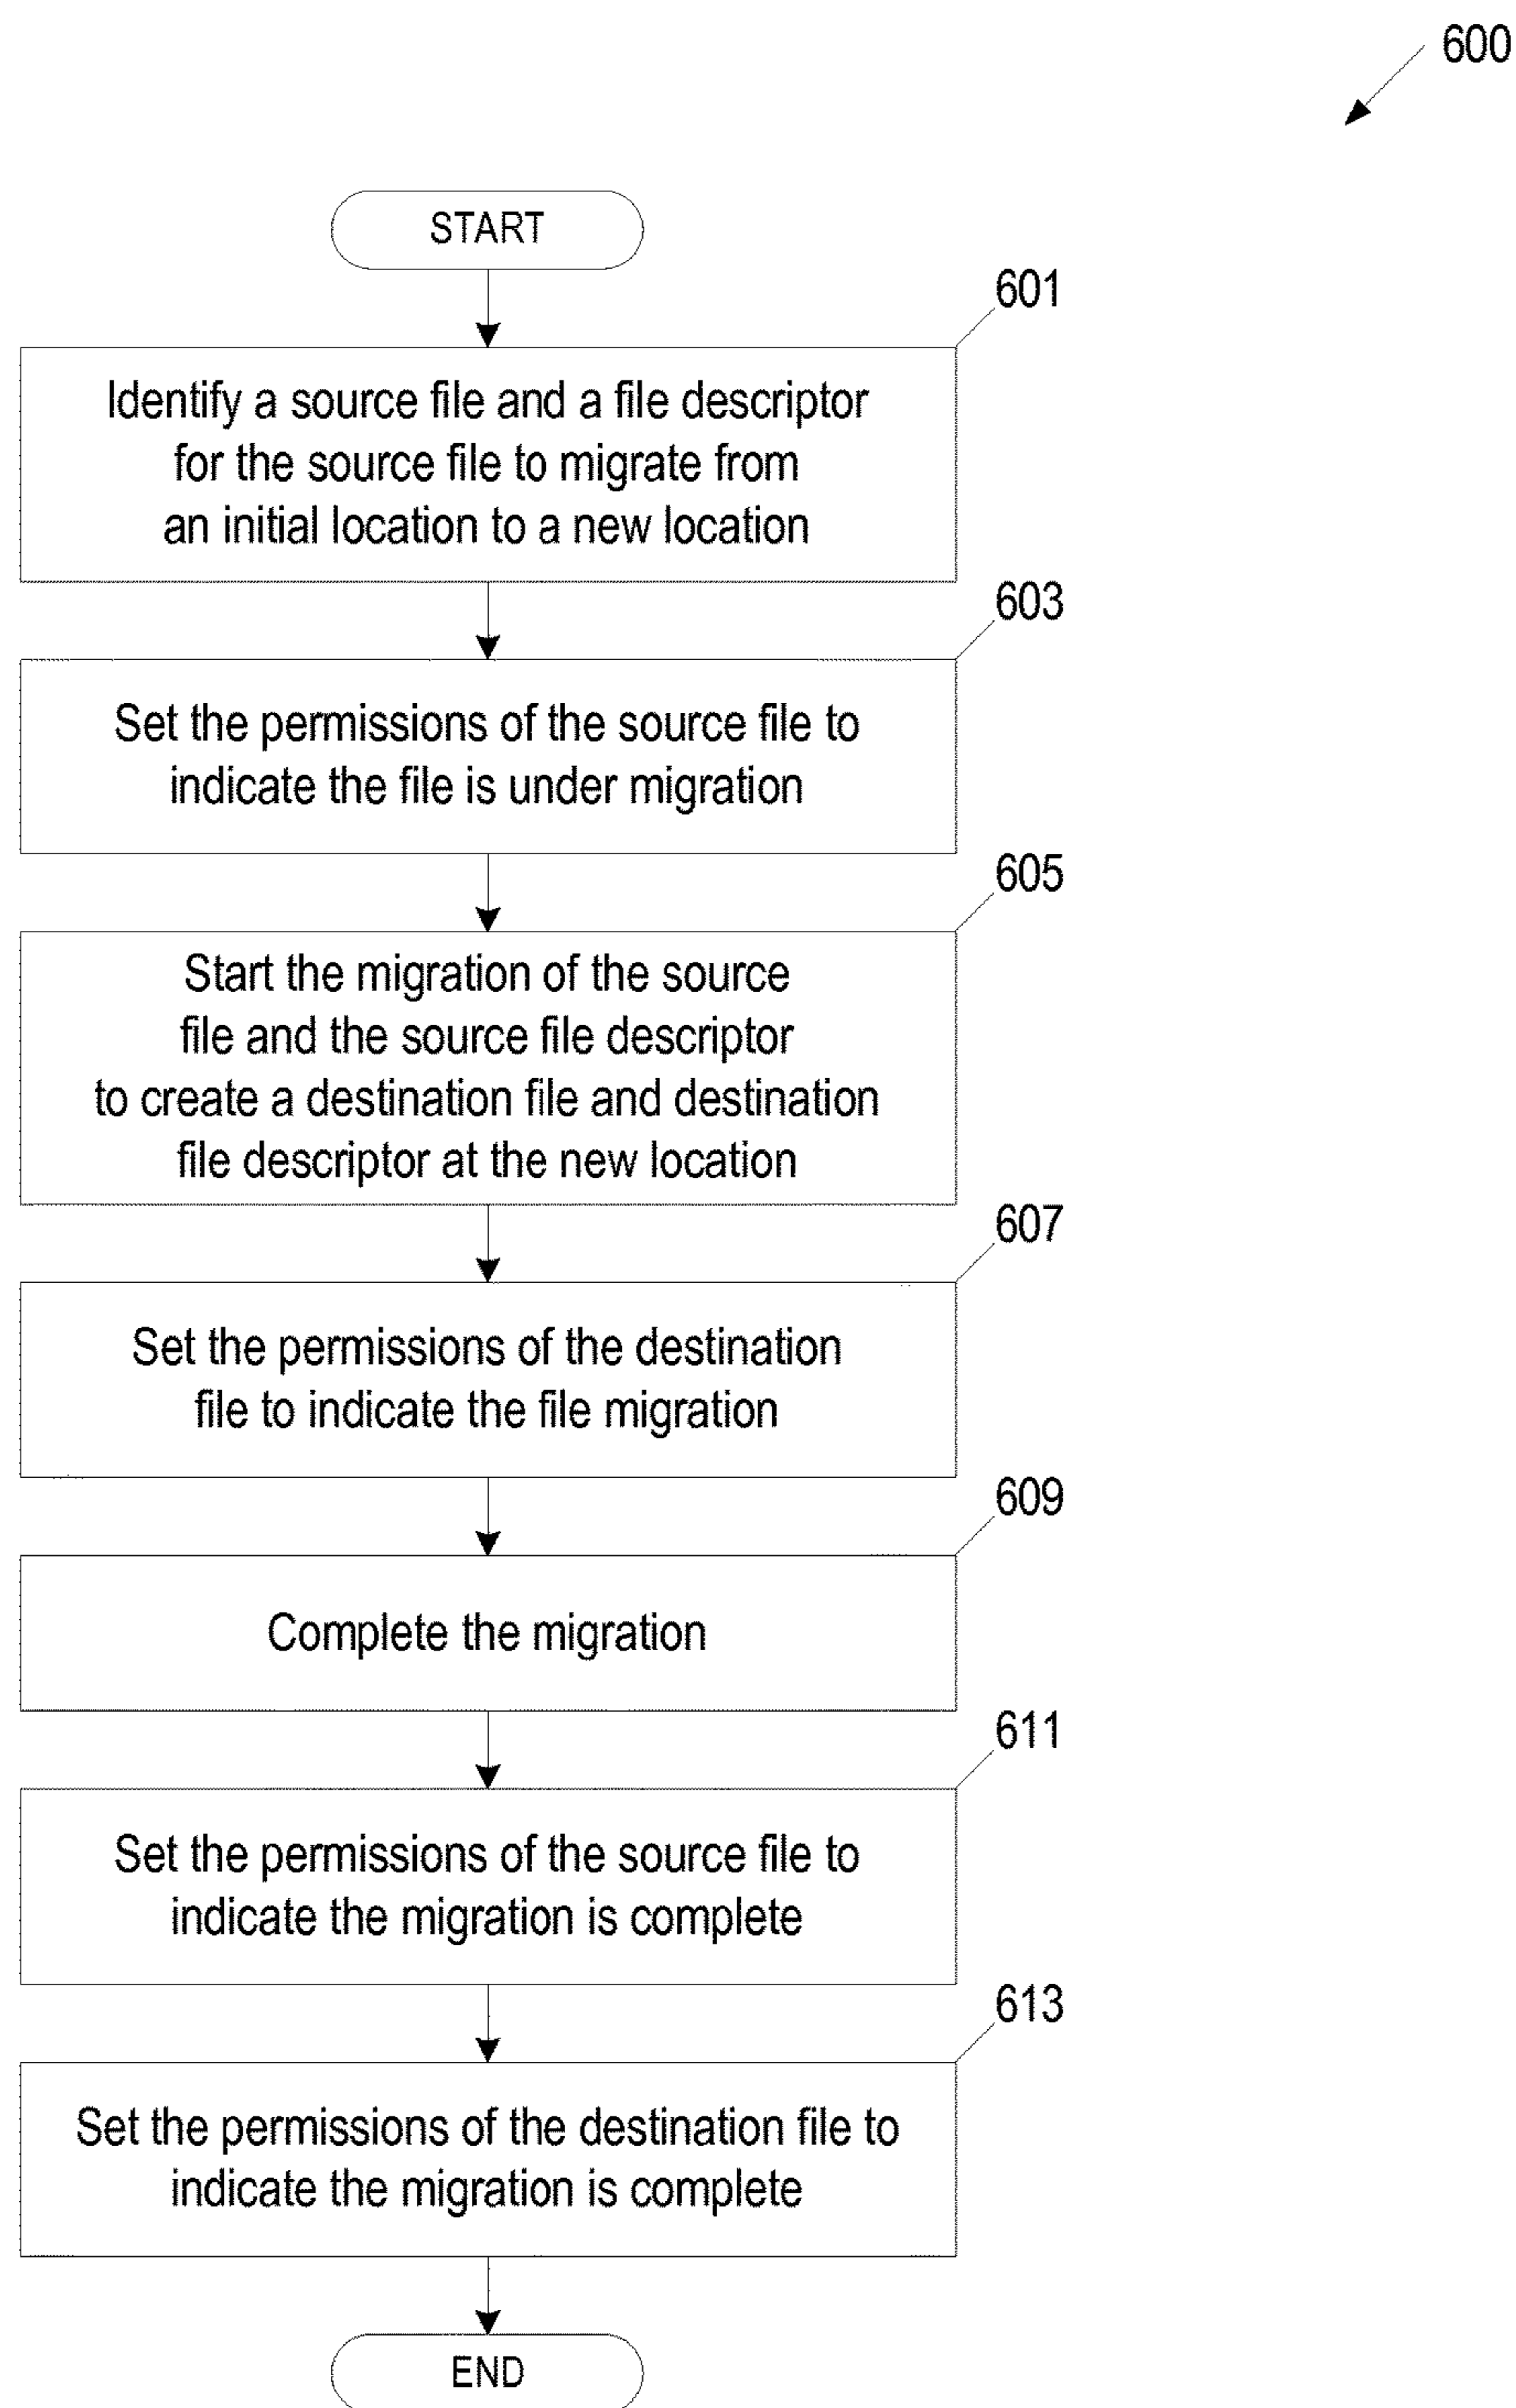 600
START
601
Identify a source file and a file descriptor
for the source file to migrate from
an initial location to a new location
603
Set the permissions of the source file to
indicate the file is under migration
605
Start the migration of the source
file and the source file descriptor
to create a destination file and destination
file descriptor at the new location
607
Set the permissions of the destination
file to indicate the file migration
609
Complete the migration
611
Set the permissions of the source file to
indicate the migration is complete
613
Set the permissions of the destination file to
indicate the migration is complete
END